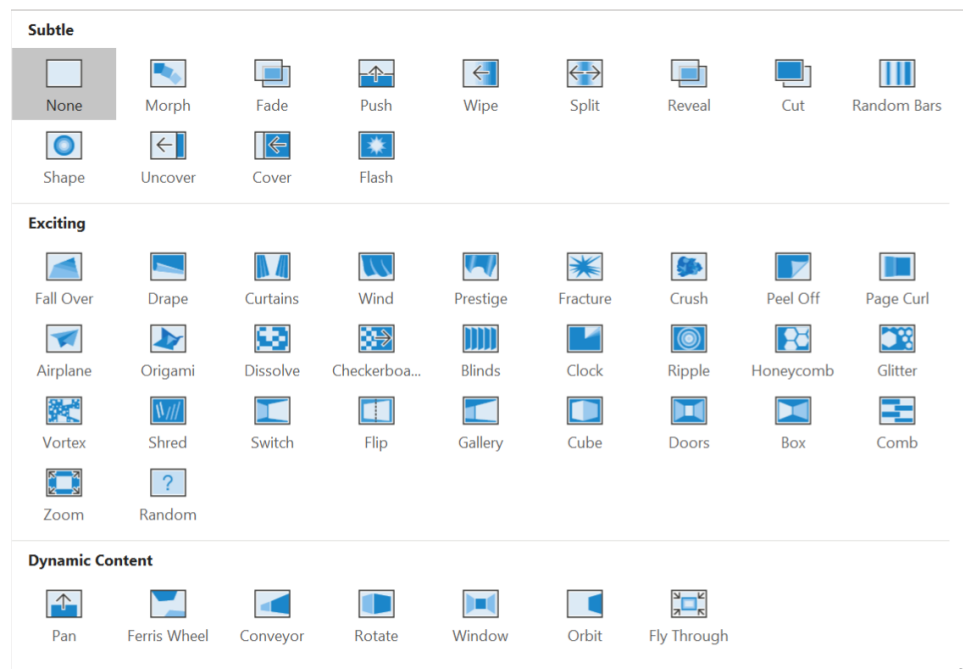 Subtle
None Morph Fade Push Wipe Split Reveal Cut Random Bars
Shape Uncover Cover Flash
Exciting
Fall Over Drape Curtains Wind Prestige Fracture Crush Peel Off Page Curl
Airplane Origami Dissolve Checkerboa... Blinds Clock Ripple Honeycomb Glitter
Vortex Shred Switch Flip Gallery Cube Doors Box Comb
?
Zoom Random
Dynamic Content
Pan Ferris Wheel Conveyor Rotate Window Orbit Fly Through